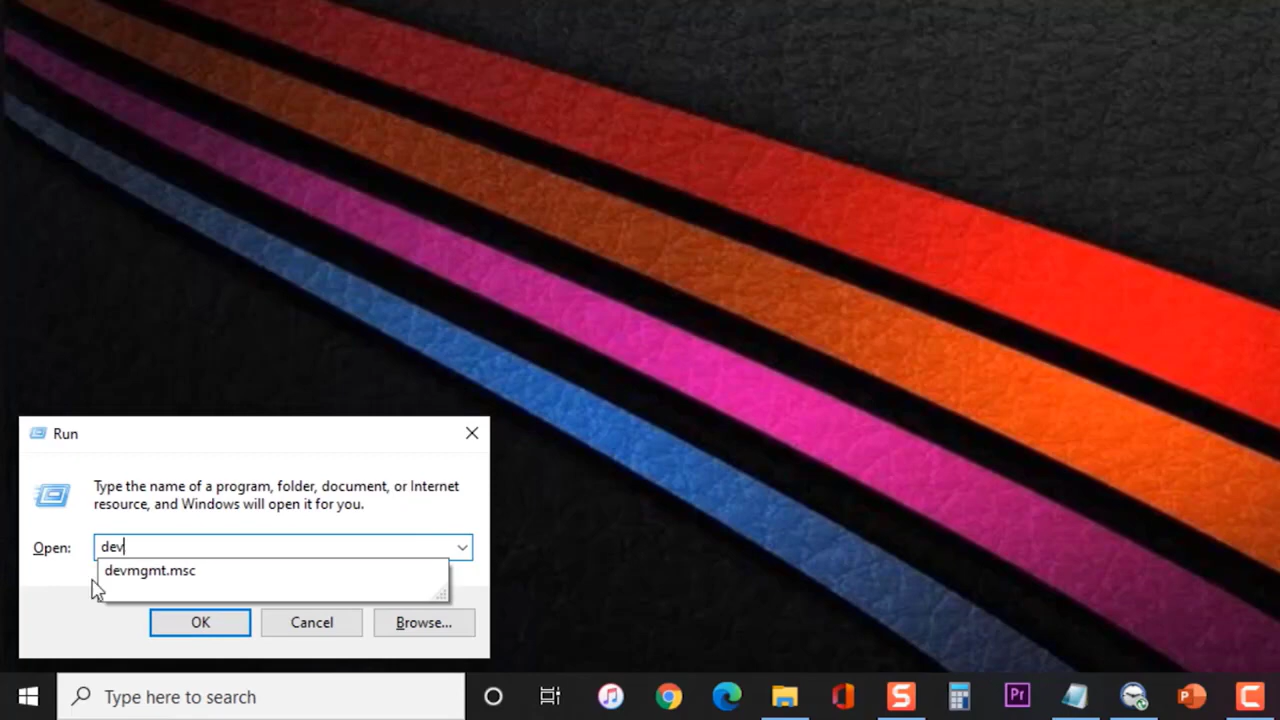 Run
Type the name of a program, folder, document, or Internet
resource, and Windows will open it for you.
Open: dev
devmgmt.msc
OK Cancel Browse...
Type here to search
S
Pr
P
C